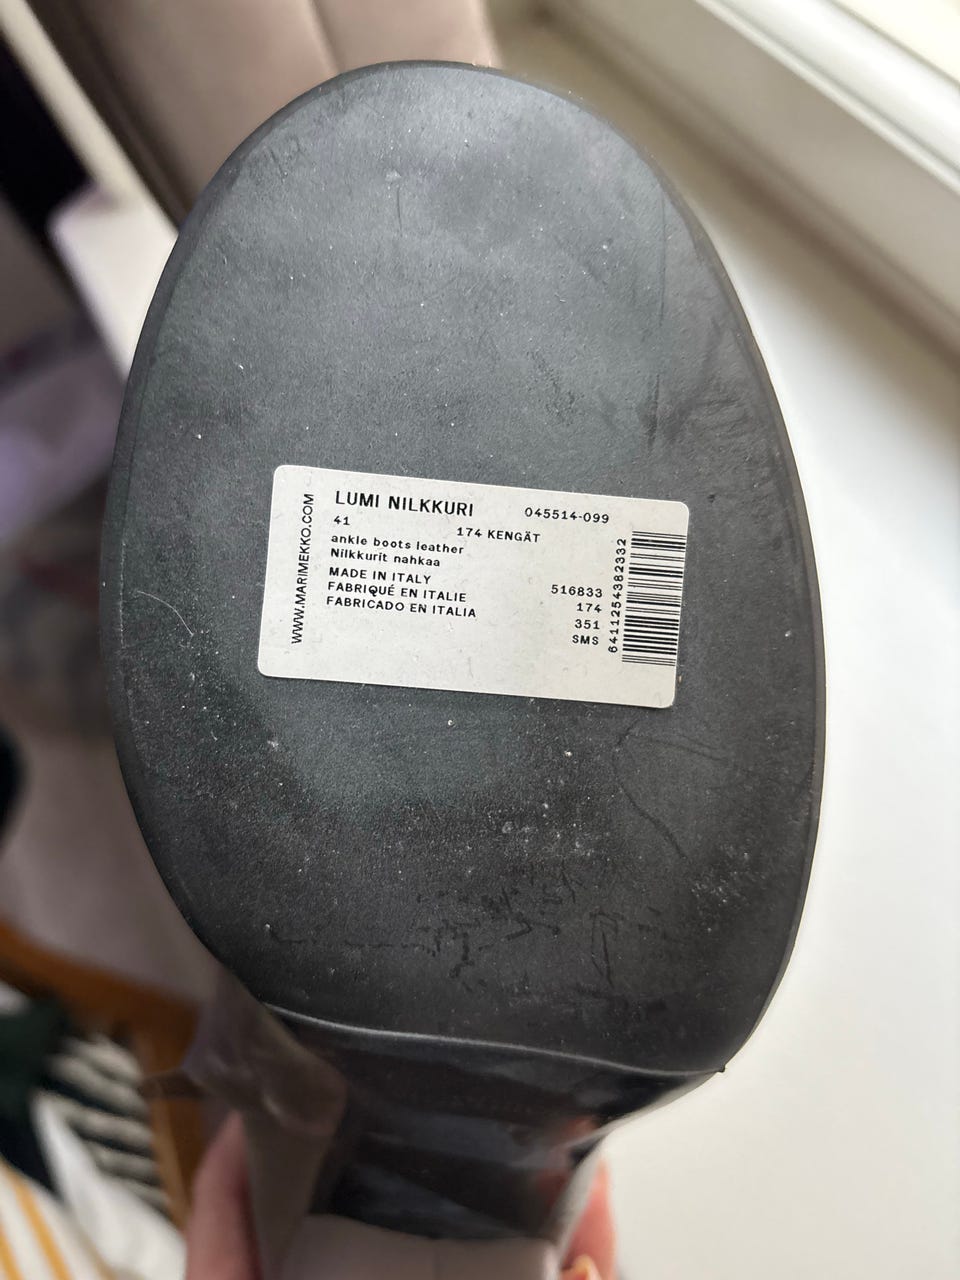 WWW.MARIMEKKO.COM
LUMI NILKKURI 045514-099
41
174 KENGÄT
ankle boots leather
Nilkkurit nahkaa
MADE IN ITALY
FABRIQUÉ EN ITALIE
FABRICADO EN ITALIA
516833
174
351
SMS
6411254382332